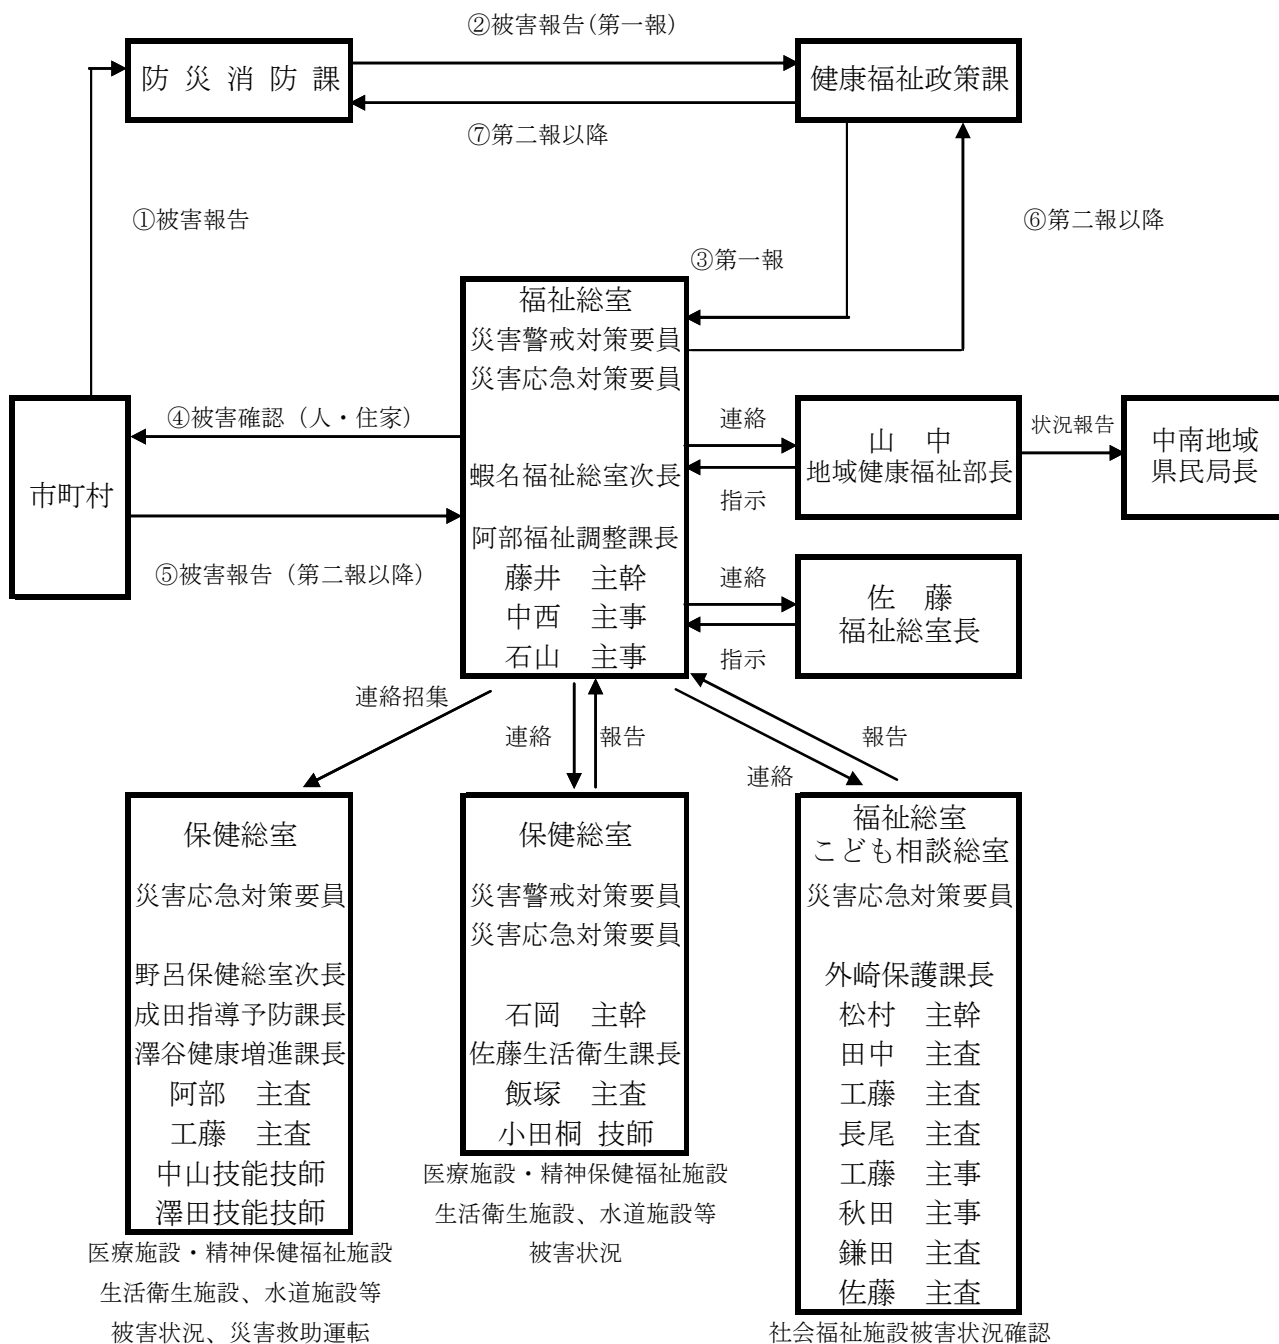 ②被害報告(第一報)
防 災 消 防 課
健康福祉政策課
⑦第二報以降
①被害報告
⑥第二報以降
③第一報
福祉総室
災害警戒対策要員
災害応急対策要員
蝦名福祉総室次長
阿部福祉調整課長
藤井　主幹
中西　主事
石山　主事
市町村
④被害確認（人・住家）
⑤被害報告（第二報以降）
連絡
指示
山　中
地域健康福祉部長
状況報告
中南地域
県民局長
連絡
指示
佐　藤
福祉総室長
連絡招集
連絡
報告
報告
連絡
保健総室
災害応急対策要員
野呂保健総室次長
成田指導予防課長
澤谷健康増進課長
阿部　主査
工藤　主査
中山技能技師
澤田技能技師
医療施設・精神保健福祉施設
生活衛生施設、水道施設等
被害状況、災害救助運転
保健総室
災害警戒対策要員
災害応急対策要員
石岡　主幹
佐藤生活衛生課長
飯塚　主査
小田桐 技師
医療施設・精神保健福祉施設
生活衛生施設、水道施設等
被害状況
福祉総室
こども相談総室
災害応急対策要員
外崎保護課長
松村　主幹
田中　主査
工藤　主査
長尾　主査
工藤　主事
秋田　主事
鎌田　主査
佐藤　主査
社会福祉施設被害状況確認